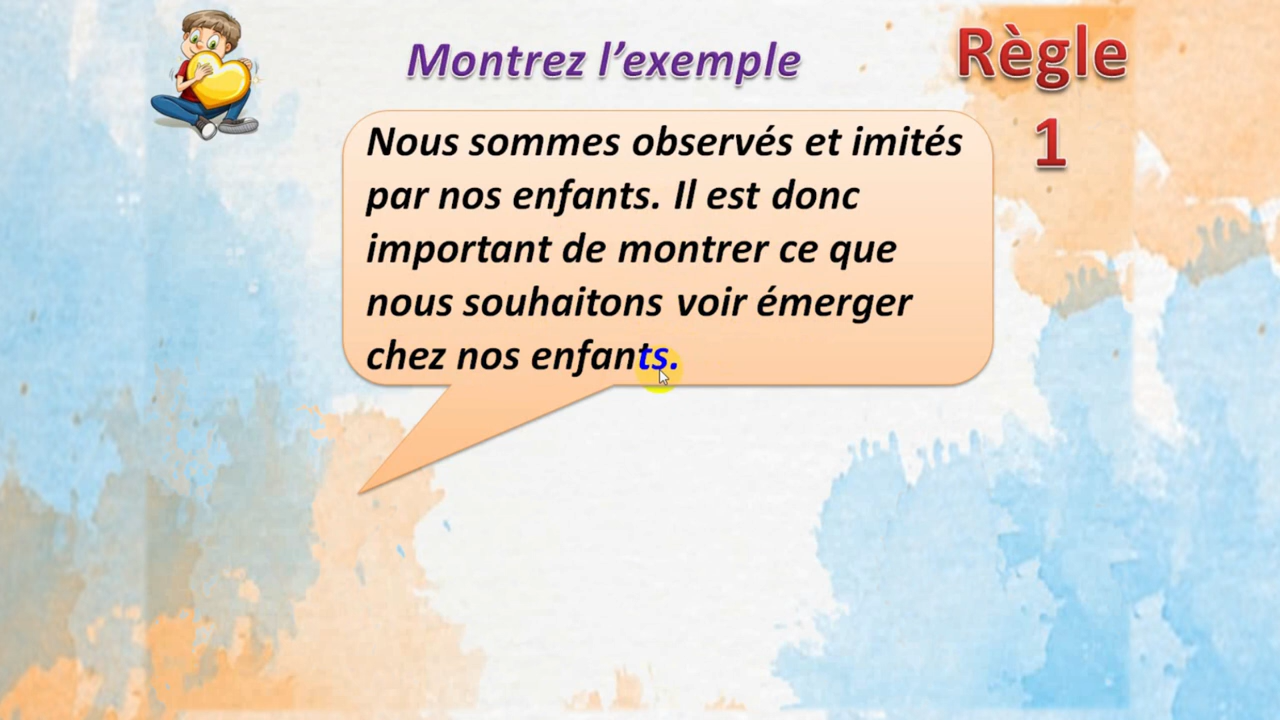 Montrez l'exemple
Règle
1
Nous sommes observés et imités
par nos enfants. Il est donc
important de montrer ce que
nous souhaitons voir émerger
chez nos enfants.